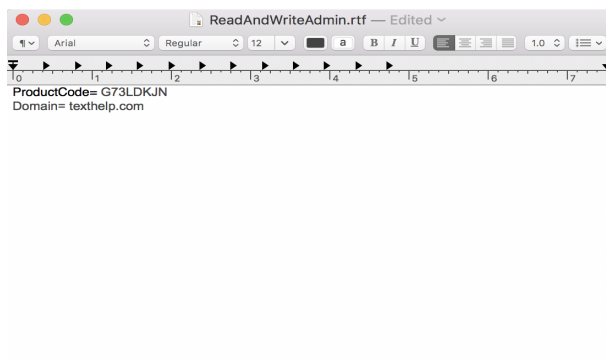 ReadAndWriteAdmin.rtf — Edited
¶ Arial Regular 12 a B I U 1.0
0 1 2 3 4 5 6 7
ProductCode= G73LDKJN
Domain= texthelp.com